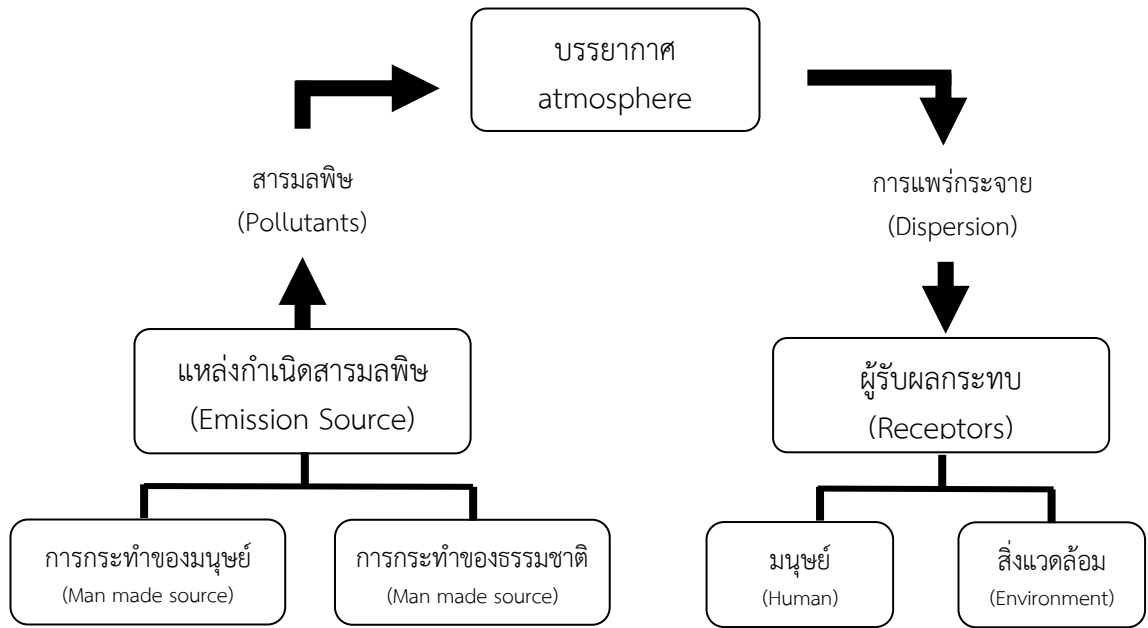 บรรยากาศ
atmosphere
สารมลพิษ
(Pollutants)
การแพร่กระจาย
(Dispersion)
แหล่งกำเนิดสารมลพิษ
(Emission Source)
ผู้รับผลกระทบ
(Receptors)
การกระทำของมนุษย์
(Man made source)
การกระทำของธรรมชาติ
(Man made source)
มนุษย์
(Human)
สิ่งแวดล้อม
(Environment)